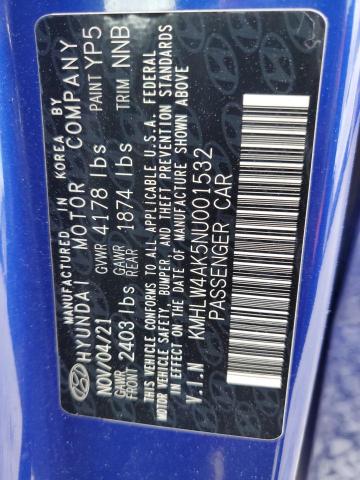 MANUFACTURED IN KOREA BY
HYUNDAI MOTOR COMPANY
NOV/04/21 GVWR 4178 lbs PAINT YP5
GAWR FRONT 2403 lbs GAWR REAR 1874 lbs TRIM NNB
THIS VEHICLE CONFORMS TO ALL APPLICABLE U.S.A. FEDERAL
MOTOR VEHICLE SAFETY, BUMPER, AND THEFT PREVENTION STANDARDS
IN EFFECT ON THE DATE OF MANUFACTURE SHOWN ABOVE
V.I.N KMHLW4AK5NU001532
PASSENGER CAR